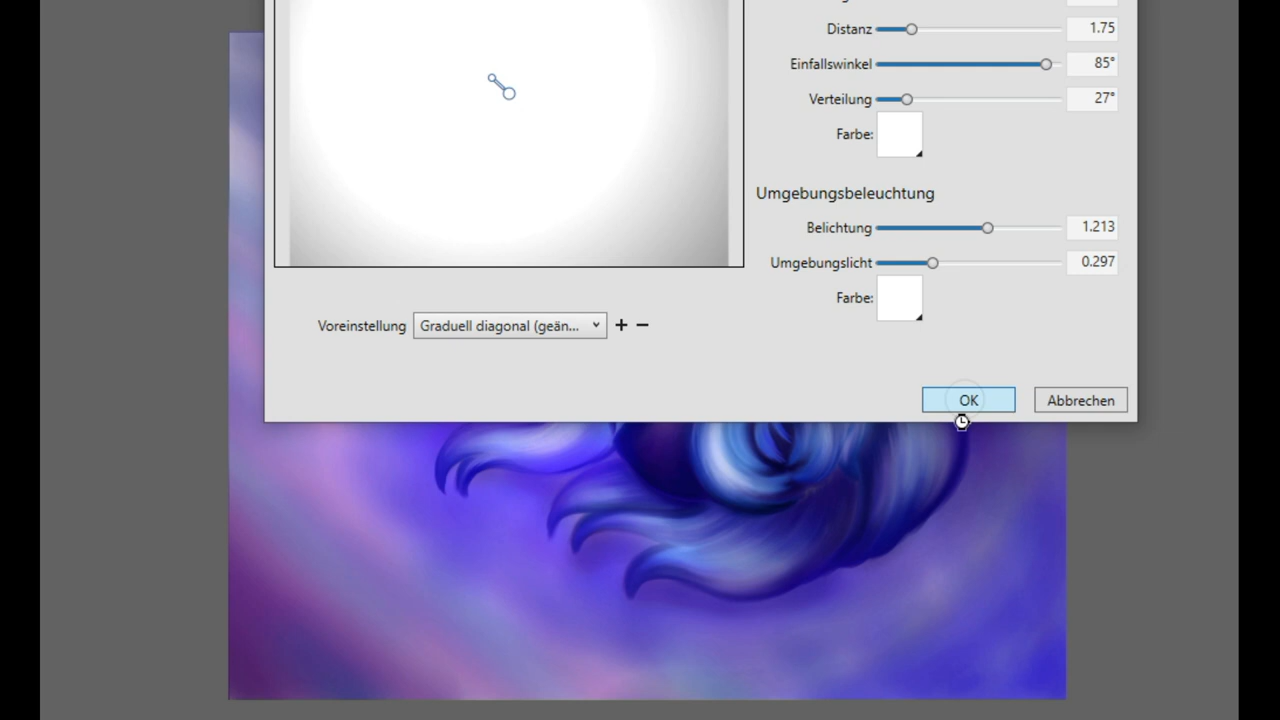 Distanz 1.75
Einfallswinkel 85°
Verteilung 27°
Farbe:
Umgebungsbeleuchtung
Belichtung 1.213
Umgebungslicht 0.297
Farbe:
Voreinstellung Graduell diagonal (geän... + −
OK Abbrechen